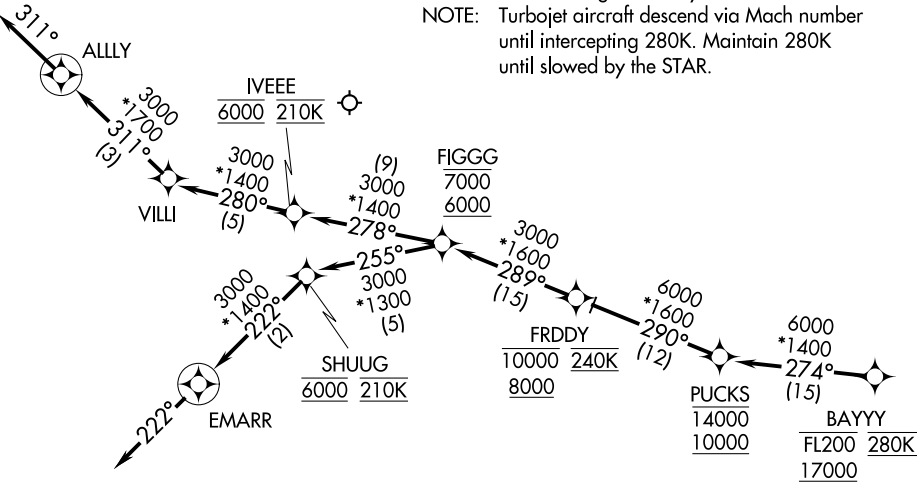 NOTE: Turbojet aircraft descend via Mach number
until intercepting 280K. Maintain 280K
until slowed by the STAR.
311°
ALLLY
3000
*1700
311°
(3)
VILLI
IVEEE
6000 210K
3000
*1400
280°
(5)
(9)
3000
*1400
278°
FIGGG
7000
6000
255°
3000
*1300
(5)
3000
*1400
222°
(2)
SHUUG
6000 210K
EMARR
222°
3000
*1600
289°
(15)
FRDDY
10000 240K
8000
6000
*1600
290°
(12)
PUCKS
14000
10000
6000
*1400
274°
(15)
BAYYY
FL200 280K
17000